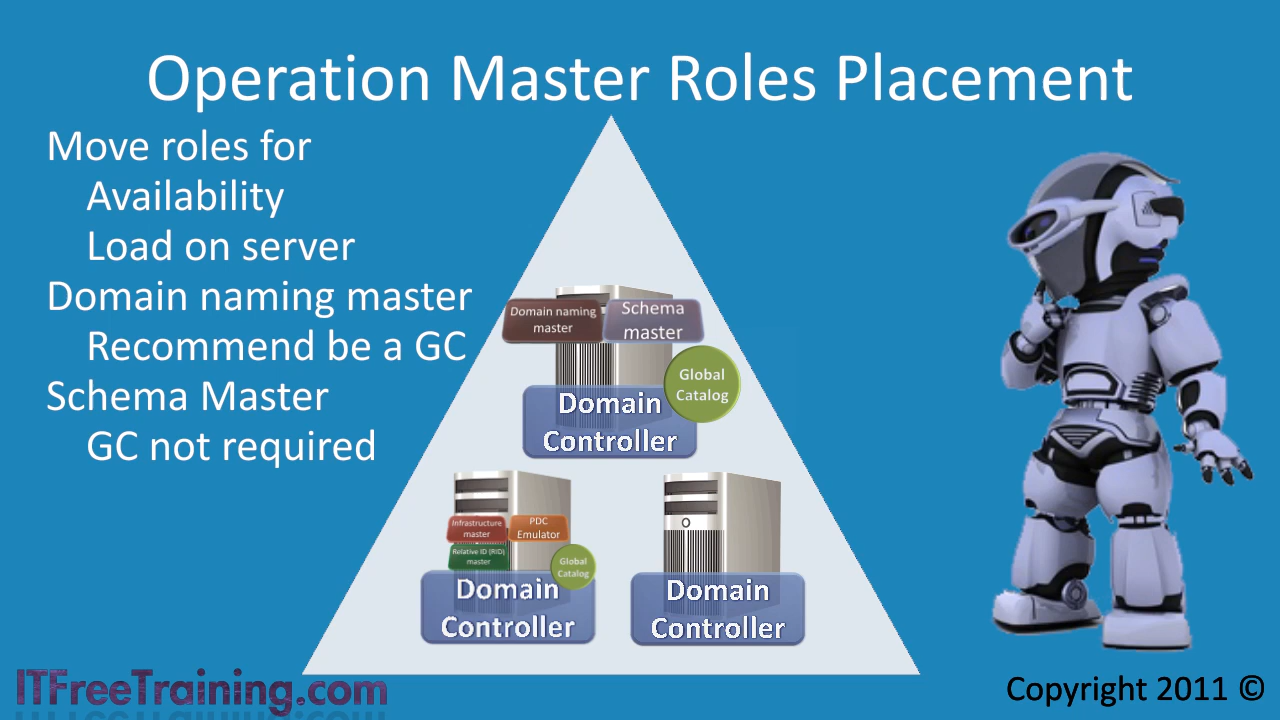 Operation Master Roles Placement
Move roles for
Availability
Load on server
Domain naming master
Recommend be a GC
Schema Master
GC not required
Domain naming
master
Schema
master
Global
Catalog
Domain
Controller
Infrastructure
master
PDC
Emulator
Relative ID (RID)
master
Global
Catalog
Domain
Controller
Domain
Controller
ITFreeTraining.com
Copyright 2011 ©